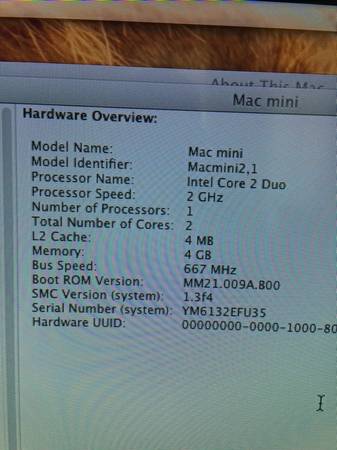 About This Mac
Mac mini
Hardware Overview:
Model Name: Mac mini
Model Identifier: Macmini2,1
Processor Name: Intel Core 2 Duo
Processor Speed: 2 GHz
Number of Processors: 1
Total Number of Cores: 2
L2 Cache: 4 MB
Memory: 4 GB
Bus Speed: 667 MHz
Boot ROM Version: MM21.009A.B00
SMC Version (system): 1.3f4
Serial Number (system): YM6132EFU35
Hardware UUID: 00000000-0000-1000-80